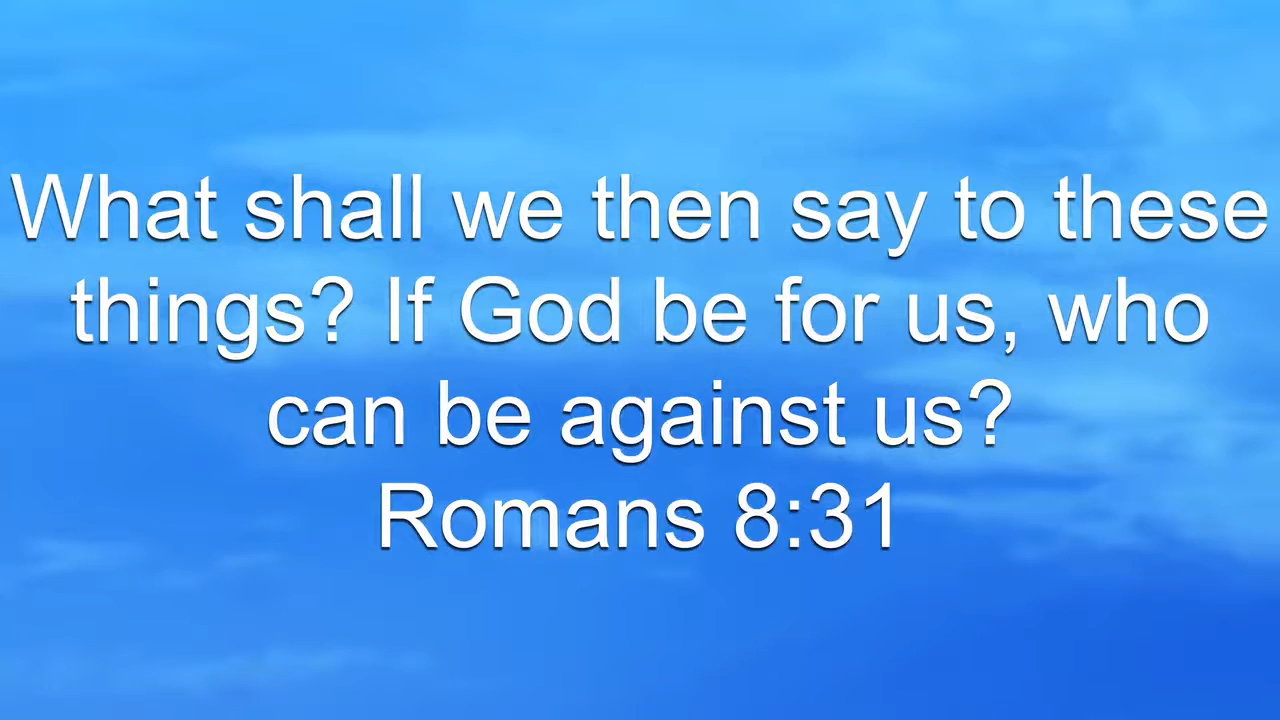 What shall we then say to these
things? If God be for us, who
can be against us?
Romans 8:31